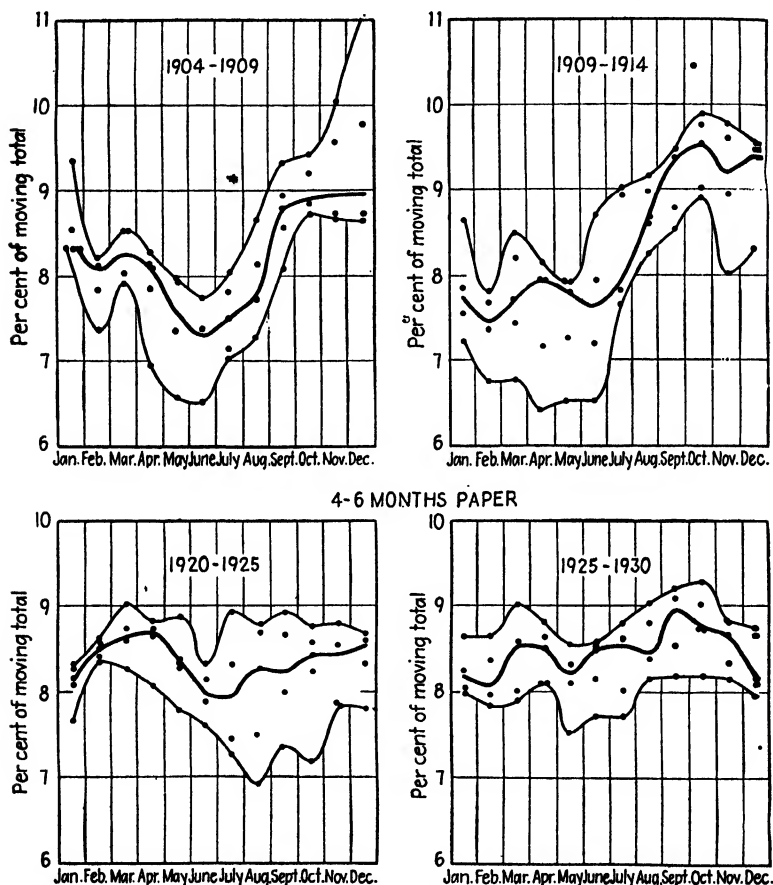 11
10
9
8
7
6
Per cent of moving total
1904-1909
Jan. Feb. Mar. Apr. May June July Aug. Sept. Oct. Nov. Dec.
11
10
9
8
7
6
Per cent of moving total
1909-1914
Jan. Feb. Mar. Apr. May June July Aug. Sept. Oct. Nov. Dec.
4-6 MONTHS PAPER
10
9
8
7
6
Per cent of moving total
1920-1925
Jan. Feb. Mar. Apr. May June July Aug. Sept. Oct. Nov. Dec.
10
9
8
7
6
Per cent of moving total
1925-1930
Jan. Feb. Mar. Apr. May June July Aug. Sept. Oct. Nov. Dec.